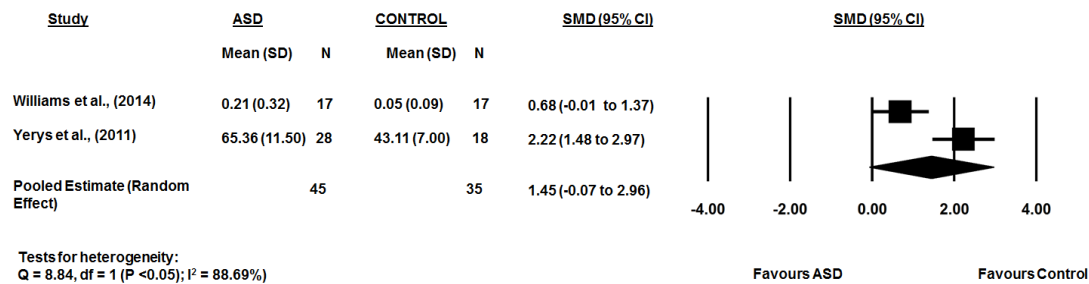 Study ASD CONTROL SMD (95% CI) SMD (95% CI)
Mean (SD) N Mean (SD) N
Williams et al., (2014) 0.21 (0.32) 17 0.05 (0.09) 17 0.68 (-0.01 to 1.37)
Yerys et al., (2011) 65.36 (11.50) 28 43.11 (7.00) 18 2.22 (1.48 to 2.97)
Pooled Estimate (Random
Effect) 45 35 1.45 (-0.07 to 2.96)
-4.00 -2.00 0.00 2.00 4.00
Tests for heterogeneity:
Q = 8.84, df = 1 (P <0.05); I² = 88.69%)
Favours ASD Favours Control